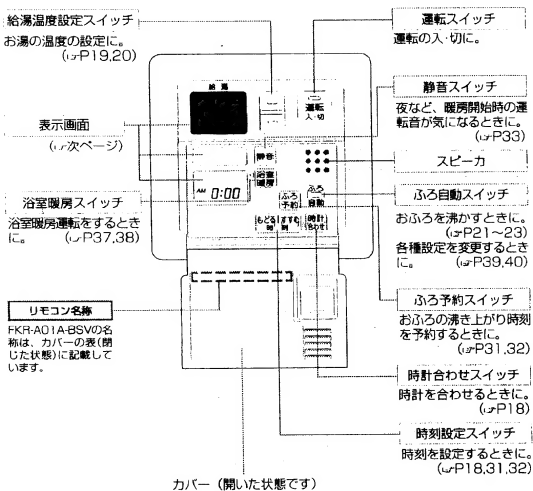 給湯温度設定スイッチ
お湯の温度の設定に。
(☞P19,20)
表示画面
(☞次ページ)
浴室暖房スイッチ
浴室暖房運転をするとき
に。 (☞P37,38)
リモコン名称
FKR-A01A-BSVの名
称は、カバーの表(閉
じた状態)に記載して
います。
給湯
運転
入・切
静音
浴室
暖房
AM 0:00
ふろ
予約
ふろ
自動
もどる すすむ
時 刻
時計
合わせ
運転スイッチ
運転の入・切に。
静音スイッチ
夜など、暖房開始時の運
転音が気になるときに。
(☞P33)
スピーカ
ふろ自動スイッチ
おふろを沸かすときに。
(☞P21~23)
各種設定を変更するとき
に。 (☞P39,40)
ふろ予約スイッチ
おふろの沸き上がり時刻
を予約するときに。
(☞P31,32)
時計合わせスイッチ
時計を合わせるときに。
(☞P18)
時刻設定スイッチ
時刻を設定するときに。
(☞P18,31,32)
カバー(開いた状態です)